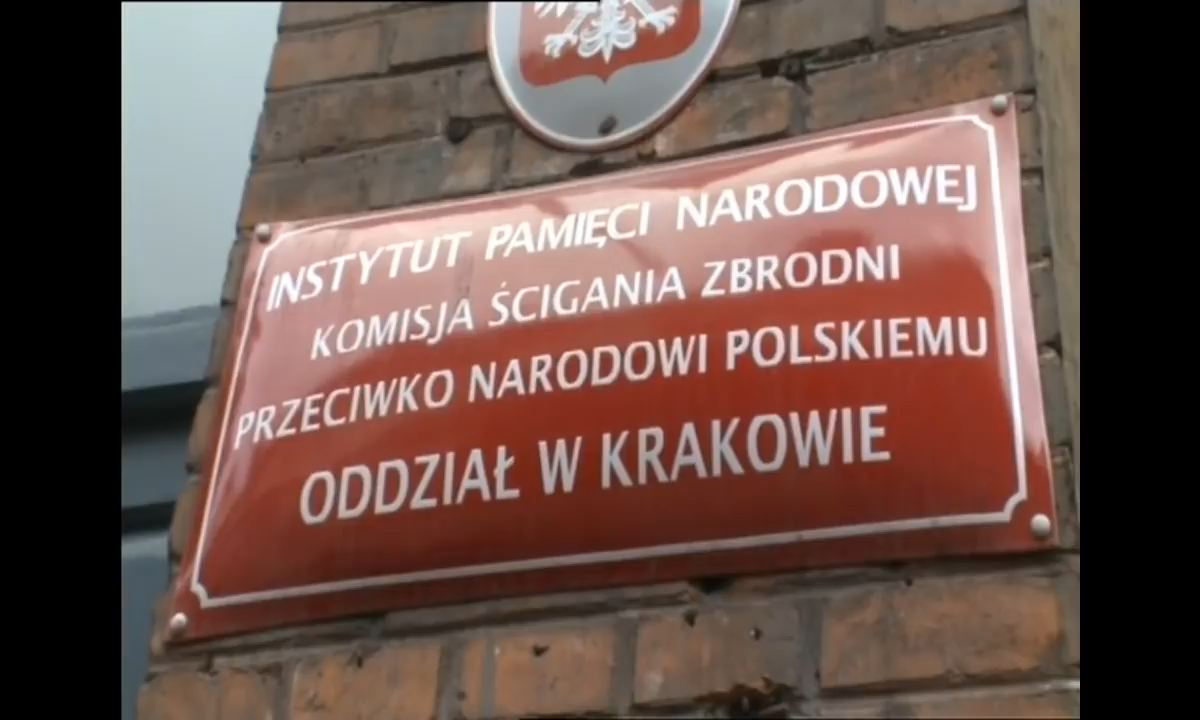 INSTYTUT PAMIĘCI NARODOWEJ
KOMISJA ŚCIGANIA ZBRODNI
PRZECIWKO NARODOWI POLSKIEMU
ODDZIAŁ W KRAKOWIE